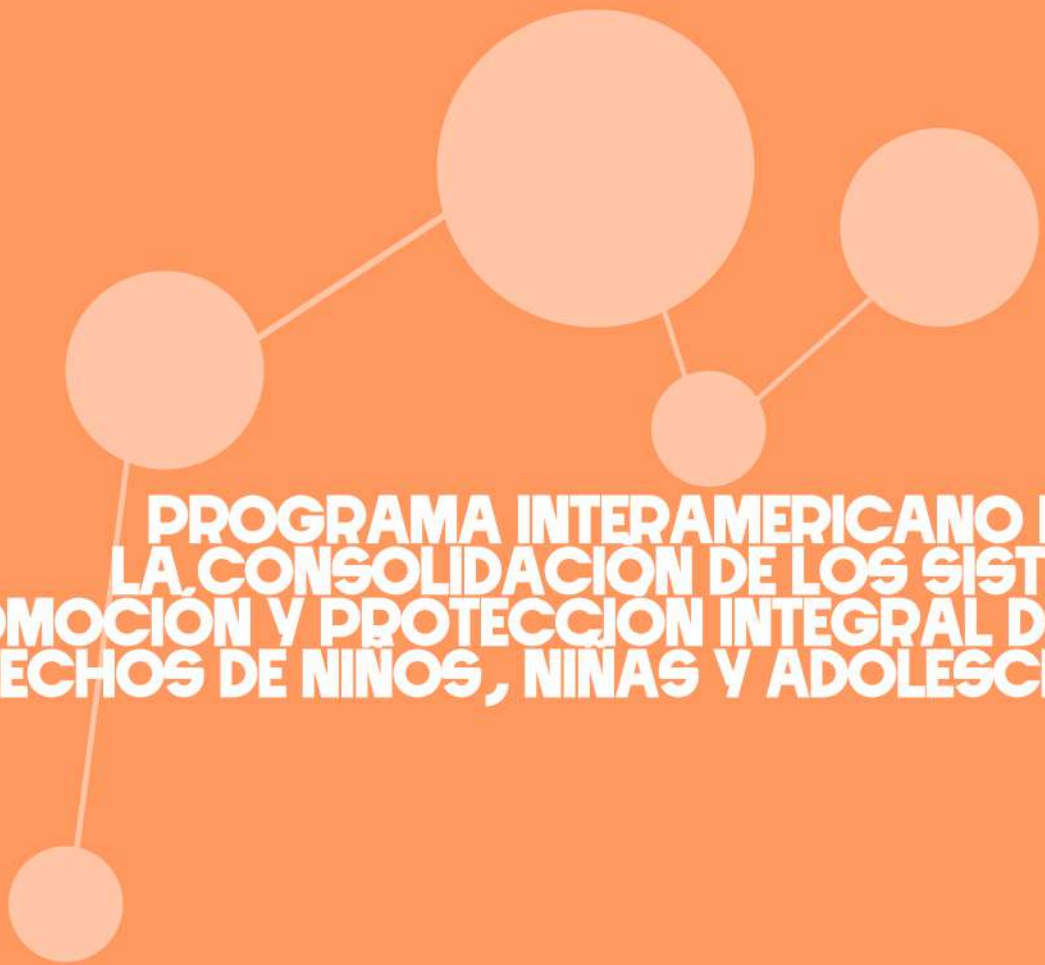 PROGRAMA INTERAMERICANO
LA CONSOLIDACIÓN DE LOS SIST
OMOCIÓN Y PROTECCIÓN INTEGRAL D
ECHOS DE NIÑOS, NIÑAS Y ADOLESC